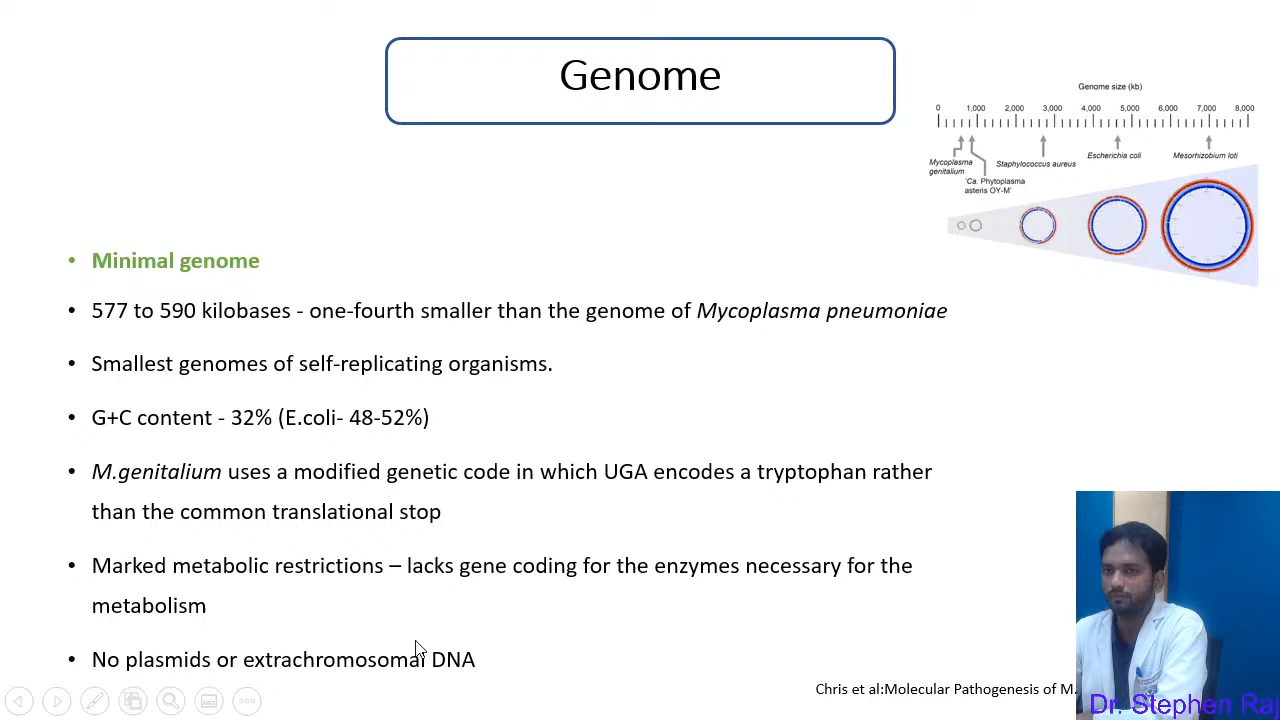 Genome
Genome size (kb)
0 1,000 2,000 3,000 4,000 5,000 6,000 7,000 8,000
Mycoplasma genitalium
'Ca. Phytoplasma asteris OY-M'
Staphylococcus aureus
Escherichia coli
Mesorhizobium loti
• Minimal genome
• 577 to 590 kilobases - one-fourth smaller than the genome of Mycoplasma pneumoniae
• Smallest genomes of self-replicating organisms.
• G+C content - 32% (E.coli- 48-52%)
• M.genitalium uses a modified genetic code in which UGA encodes a tryptophan rather
than the common translational stop
• Marked metabolic restrictions – lacks gene coding for the enzymes necessary for the
metabolism
• No plasmids or extrachromosomal DNA
Chris et al:Molecular Pathogenesis of M.
Dr. Stephen Raj